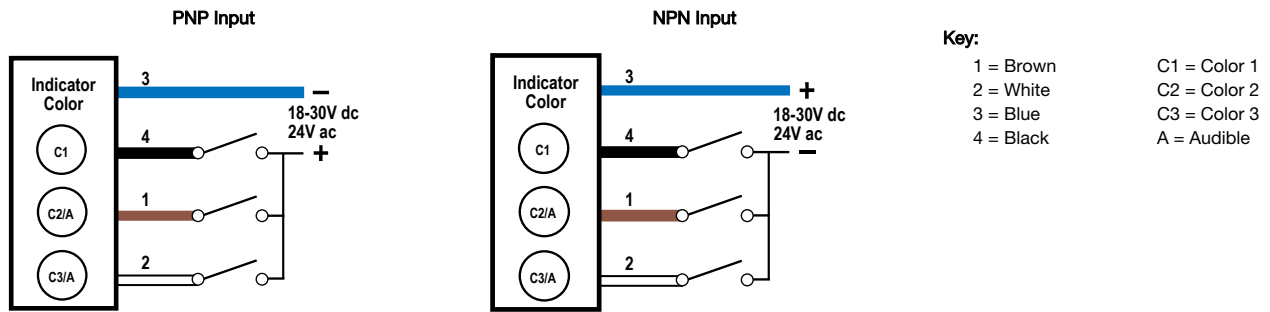 PNP Input
Indicator
Color
3
–
18-30V dc
24V ac
+
C1
4
C2/A
1
C3/A
2
NPN Input
Indicator
Color
3
+
18-30V dc
24V ac
–
C1
4
C2/A
1
C3/A
2
Key:
1 = Brown
2 = White
3 = Blue
4 = Black
C1 = Color 1
C2 = Color 2
C3 = Color 3
A = Audible